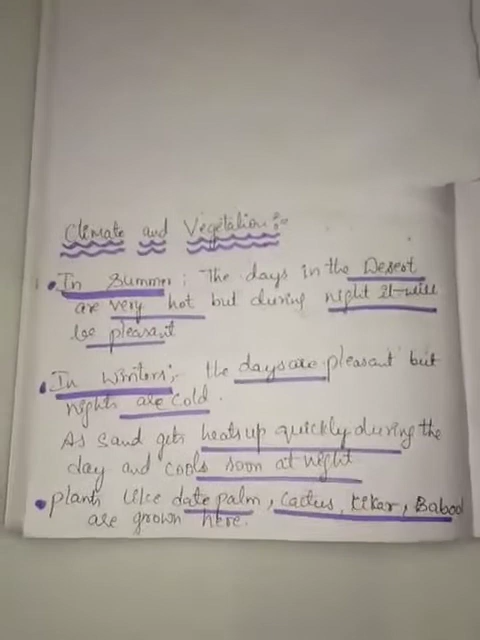 Climate and Vegetation:-
In Summer: The days in the Desert
are very hot but during night It will
be pleasant
In Winters:- the days are pleasant but
nights are cold.
As Sand gets heats up quickly during the
day and cools soon at night
plants like date palm, Cactus, Kikar, Babool
are grown here.